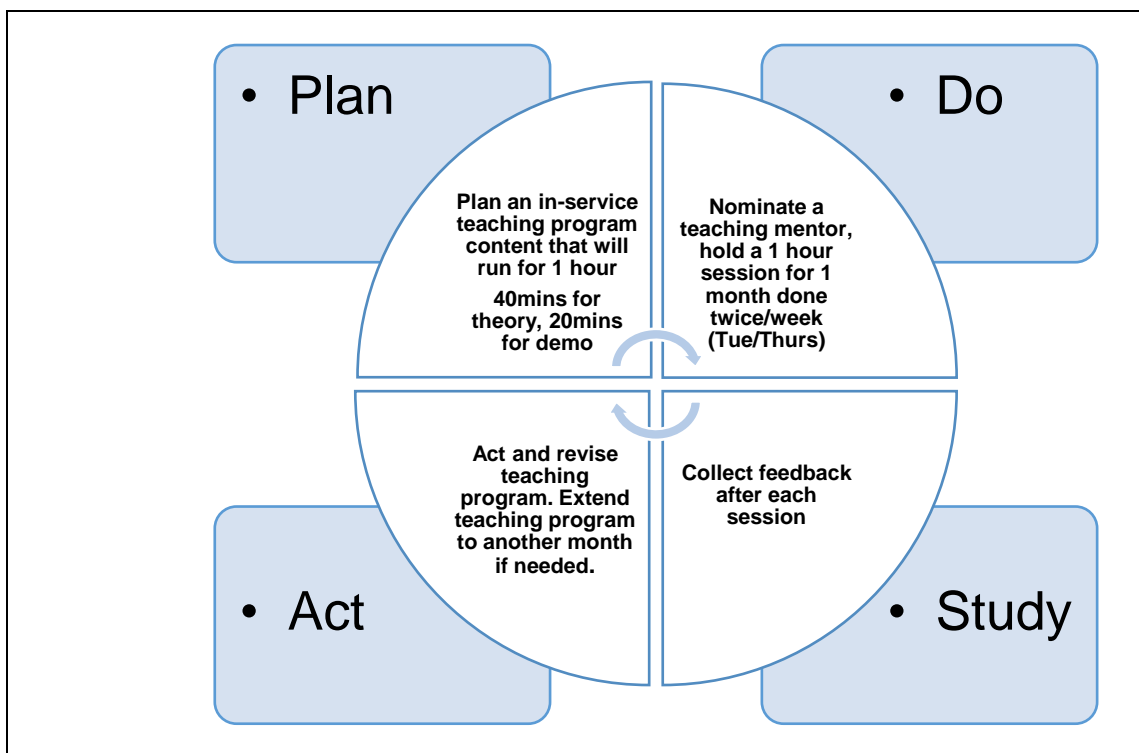 • Plan
Plan an in-service
teaching program
content that will
run for 1 hour
40mins for
theory, 20mins
for demo
• Do
Nominate a
teaching mentor,
hold a 1 hour
session for 1
month done
twice/week
(Tue/Thurs)
• Act
Act and revise
teaching
program. Extend
teaching program
to another month
if needed.
• Study
Collect feedback
after each
session